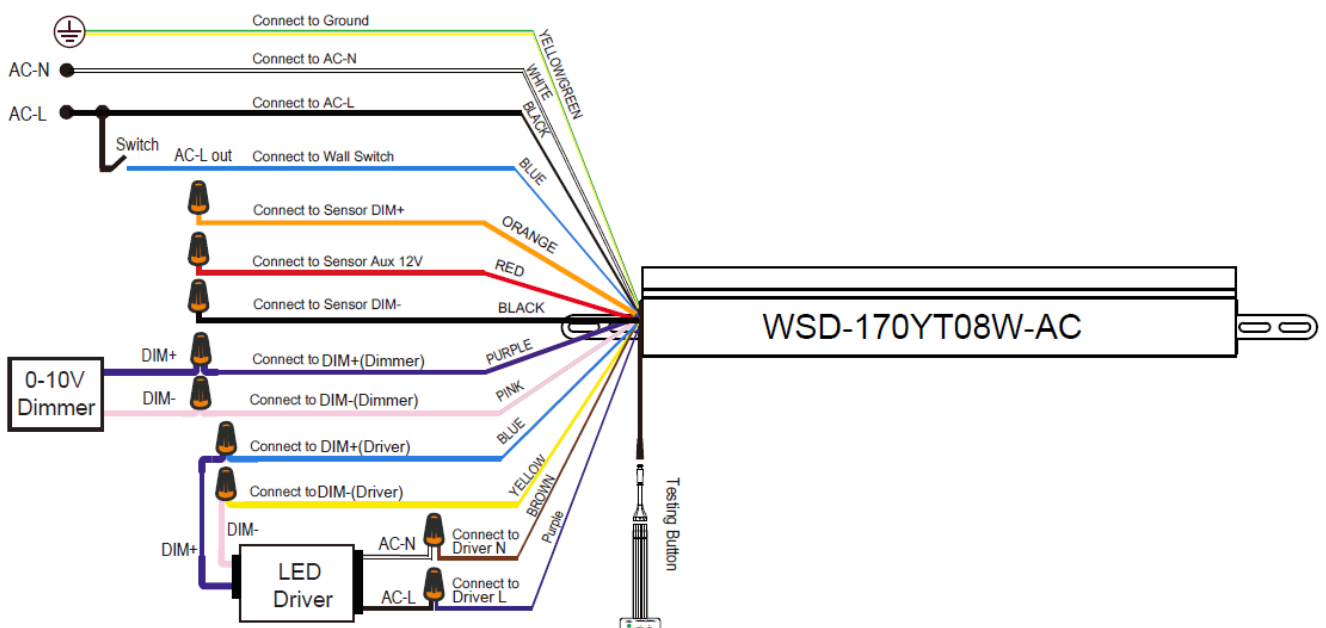 Connect to Ground
YELLOW/GREEN
AC-N
Connect to AC-N
WHITE
AC-L
Connect to AC-L
BLACK
Switch
AC-L out
Connect to Wall Switch
BLUE
Connect to Sensor DIM+
ORANGE
Connect to Sensor Aux 12V
RED
Connect to Sensor DIM-
BLACK
WSD-170YT08W-AC
0-10V
Dimmer
DIM+
Connect to DIM+(Dimmer)
PURPLE
DIM-
Connect to DIM-(Dimmer)
PINK
Connect to DIM+(Driver)
BLUE
Connect to DIM-(Driver)
YELLOW
BROWN
Purple
DIM-
DIM+
LED
Driver
AC-N
Connect to
Driver N
AC-L
Connect to
Driver L
Testing Button